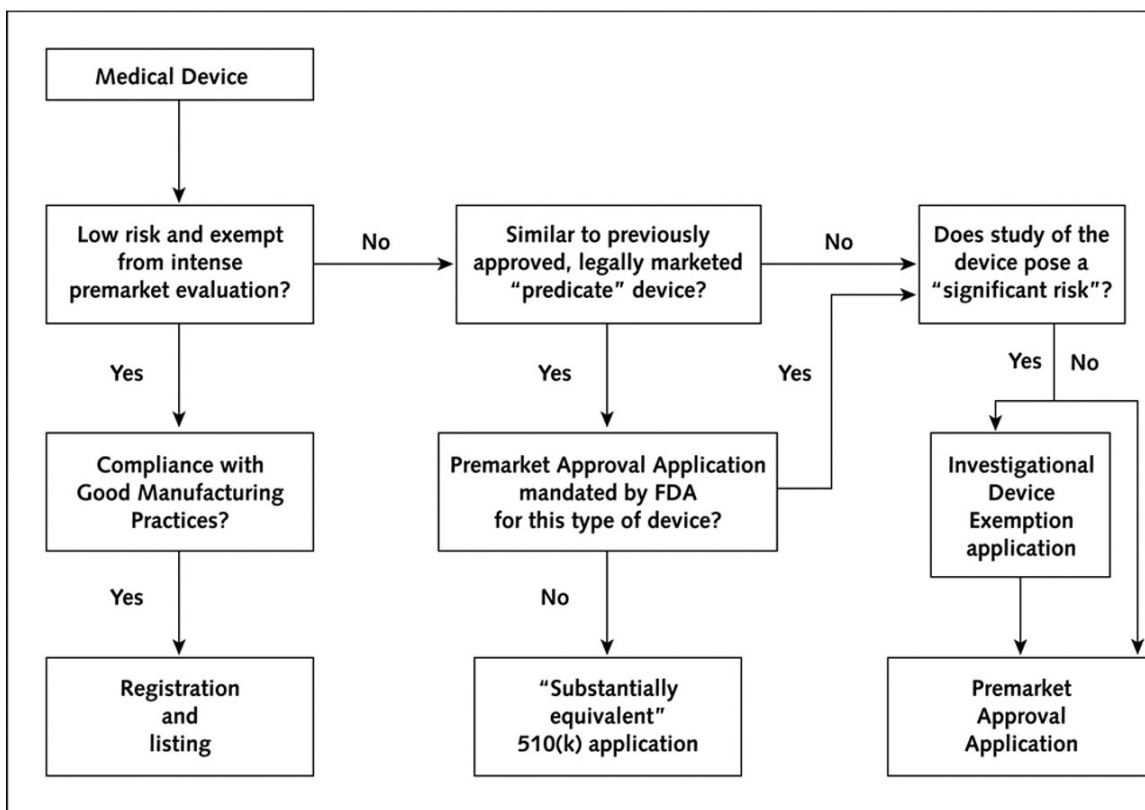 Medical Device
Low risk and exempt
from intense
premarket evaluation?
No
Similar to previously
approved, legally marketed
“predicate” device?
No
Does study of the
device pose a
“significant risk”?
Yes
Yes
Yes
Yes
No
Compliance with
Good Manufacturing
Practices?
Premarket Approval Application
mandated by FDA
for this type of device?
Investigational
Device
Exemption
application
Yes
No
Registration
and
listing
“Substantially
equivalent”
510(k) application
Premarket
Approval
Application